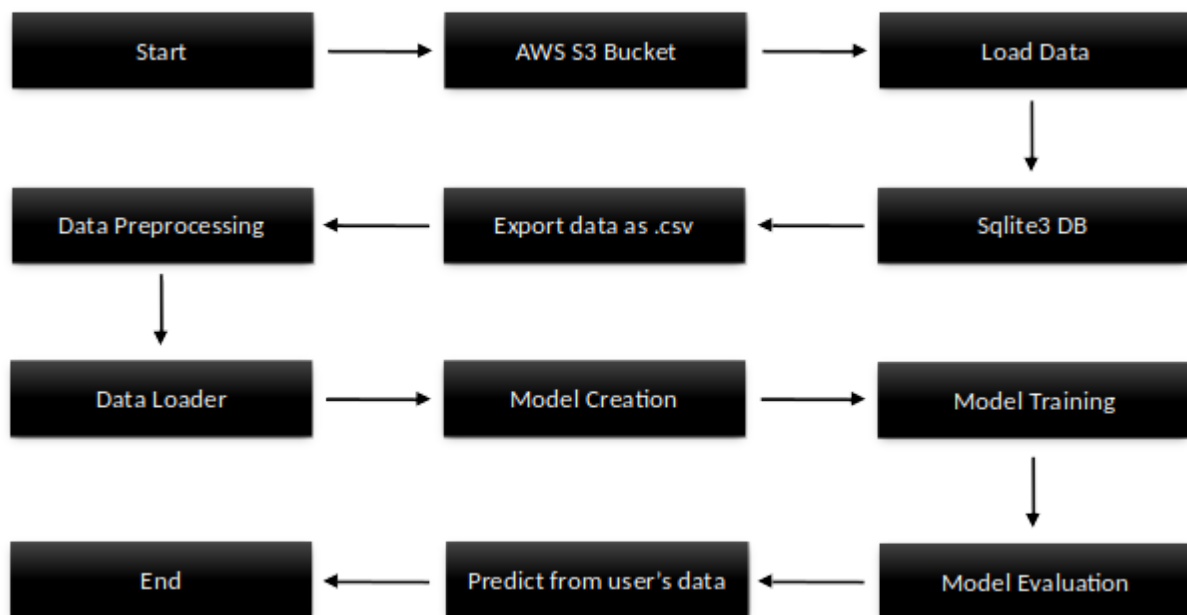 Start
AWS S3 Bucket
Load Data
Data Preprocessing
Export data as .csv
Sqlite3 DB
Data Loader
Model Creation
Model Training
End
Predict from user's data
Model Evaluation